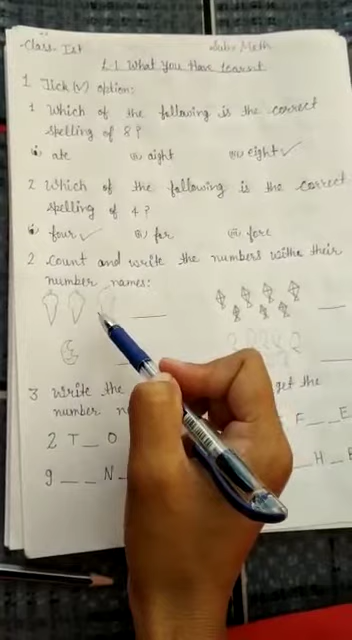 Class - Ist Sub:- Math
L-1 What You Have Learnt
1 Tick (✓) option:
1 Which of the following is the correct
spelling of 8?
(i) ate (ii) aight (iii) eight ✓
2 Which of the following is the correct
spelling of 4?
(i) four ✓ (ii) for (iii) fore
2 Count and write the numbers withe their
number names:
3 Write the get the
number
2 T _ O F _ _ E
9 _ _ N _ H _